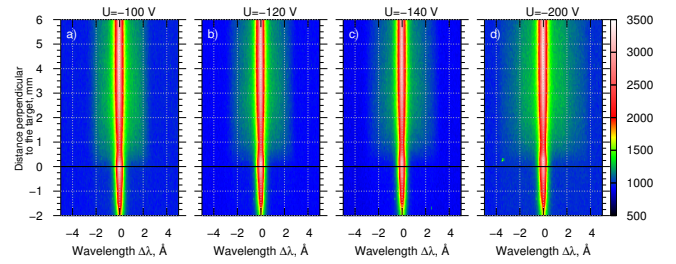 U=−100 V U=−120 V U=−140 V U=−200 V
a) b) c) d)
Distance perpendicular
to the target, mm
6
5
4
3
2
1
0
−1
−2
−4 −2 0 2 4 −4 −2 0 2 4 −4 −2 0 2 4 −4 −2 0 2 4
Wavelength Δλ, Å Wavelength Δλ, Å Wavelength Δλ, Å Wavelength Δλ, Å
3500
3000
2500
2000
1500
1000
500